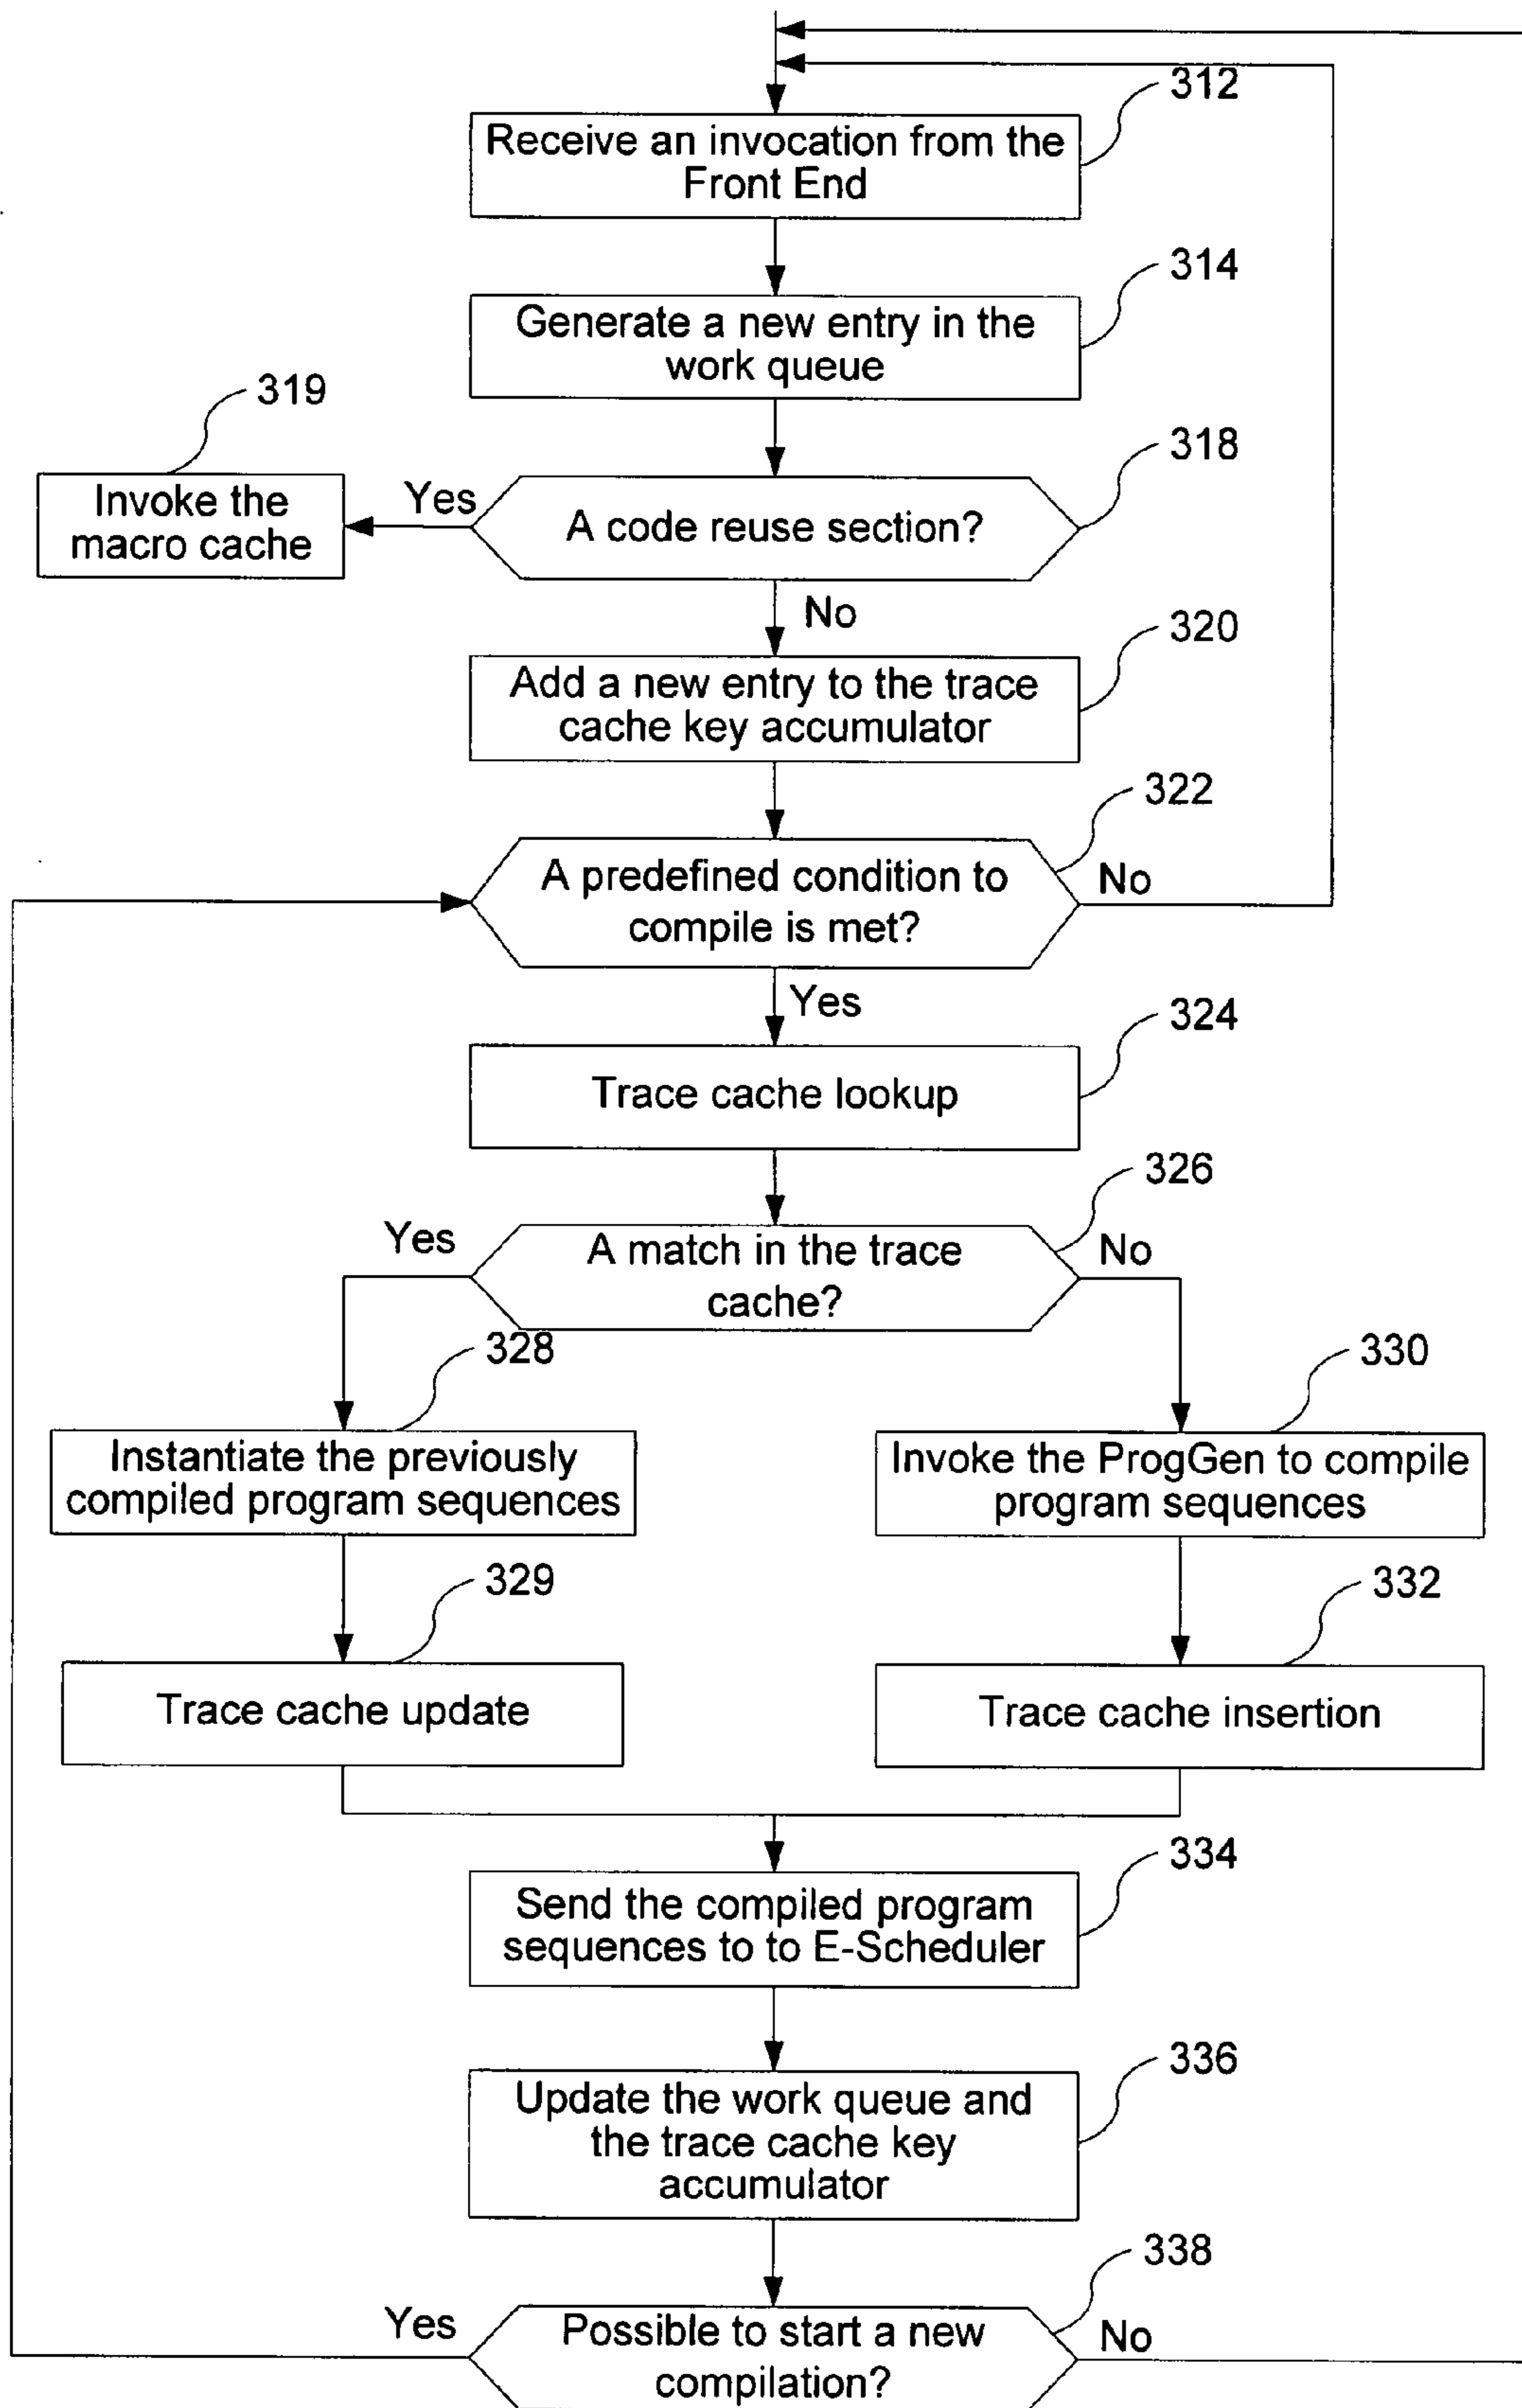 312
Receive an invocation from the
Front End
314
Generate a new entry in the
work queue
319
318
Invoke the
macro cache
Yes
A code reuse section?
No
320
Add a new entry to the trace
cache key accumulator
322
A predefined condition to
compile is met?
No
Yes
324
Trace cache lookup
326
Yes
A match in the trace
cache?
No
328
330
Instantiate the previously
compiled program sequences
Invoke the ProgGen to compile
program sequences
329
332
Trace cache update
Trace cache insertion
334
Send the compiled program
sequences to to E-Scheduler
336
Update the work queue and
the trace cache key
accumulator
338
Yes
Possible to start a new
compilation?
No